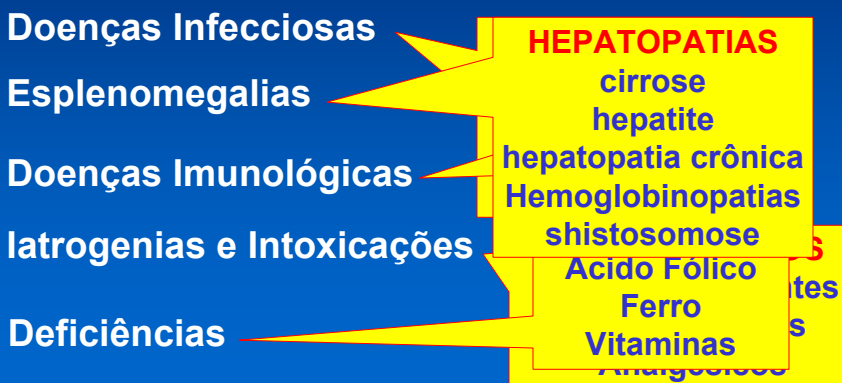 Doenças Infecciosas
Esplenomegalias
Doenças Imunológicas
Iatrogenias e Intoxicações
Deficiências
HEPATOPATIAS
cirrose
hepatite
hepatopatia crônica
Hemoglobinopatias
shistosomose
Acido Fólico
Ferro
Vitaminas